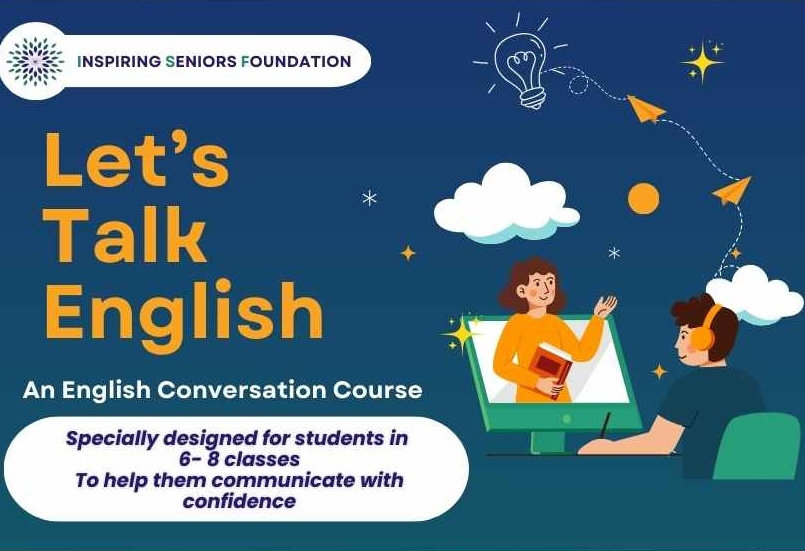 INSPIRING SENIORS FOUNDATION
Let's
Talk
English
An English Conversation Course
Specially designed for students in
6- 8 classes
To help them communicate with
confidence